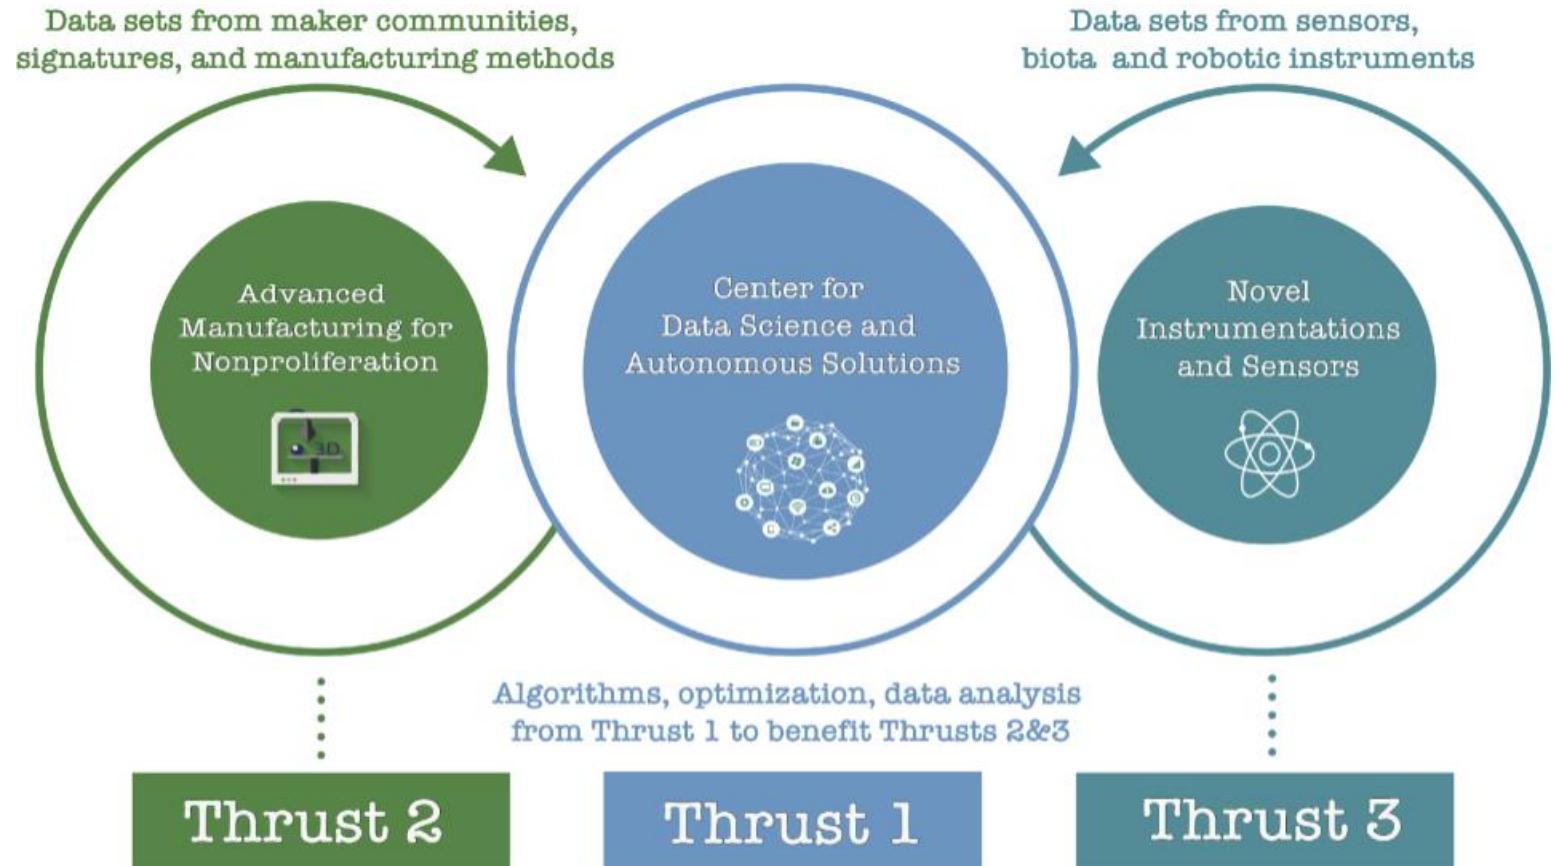 Data sets from maker communities,
signatures, and manufacturing methods
Data sets from sensors,
biota and robotic instruments
Advanced
Manufacturing for
Nonproliferation
3D
Center for
Data Science and
Autonomous Solutions
Novel
Instrumentations
and Sensors
Algorithms, optimization, data analysis
from Thrust 1 to benefit Thrusts 2&3
Thrust 2
Thrust 1
Thrust 3